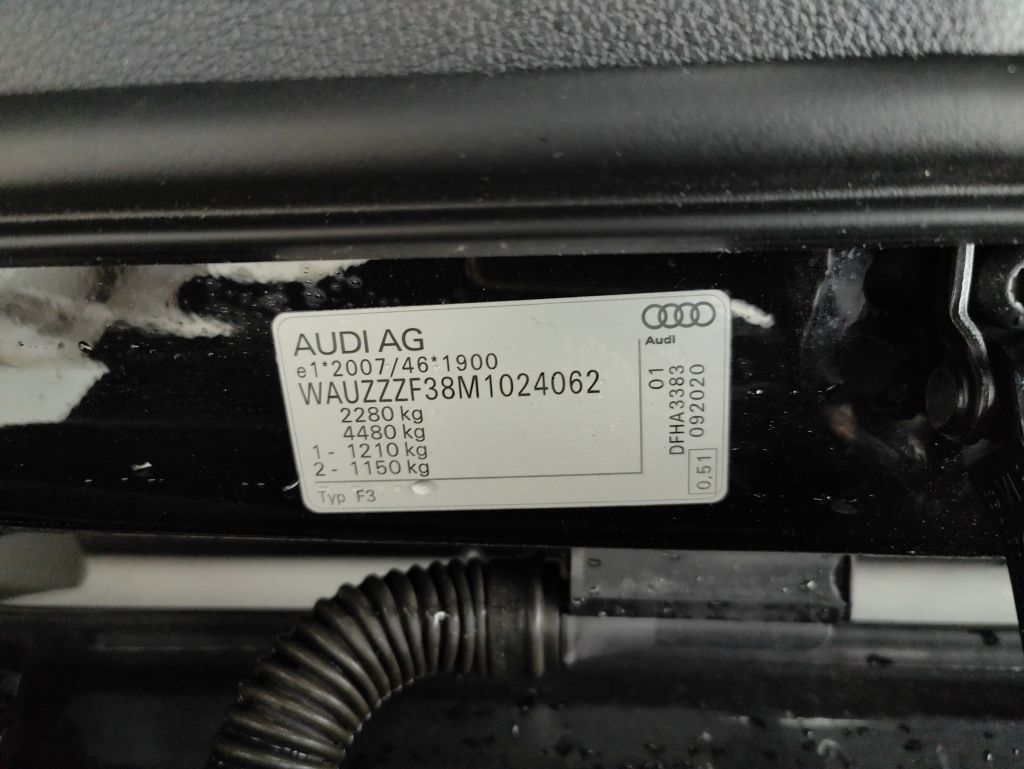 AUDI AG
e1*2007/46*1900
WAUZZZF38M1024062
2280 kg
4480 kg
1 - 1210 kg
2 - 1150 kg
Typ F3
Audi
01
DFHA3383
092020
0,51